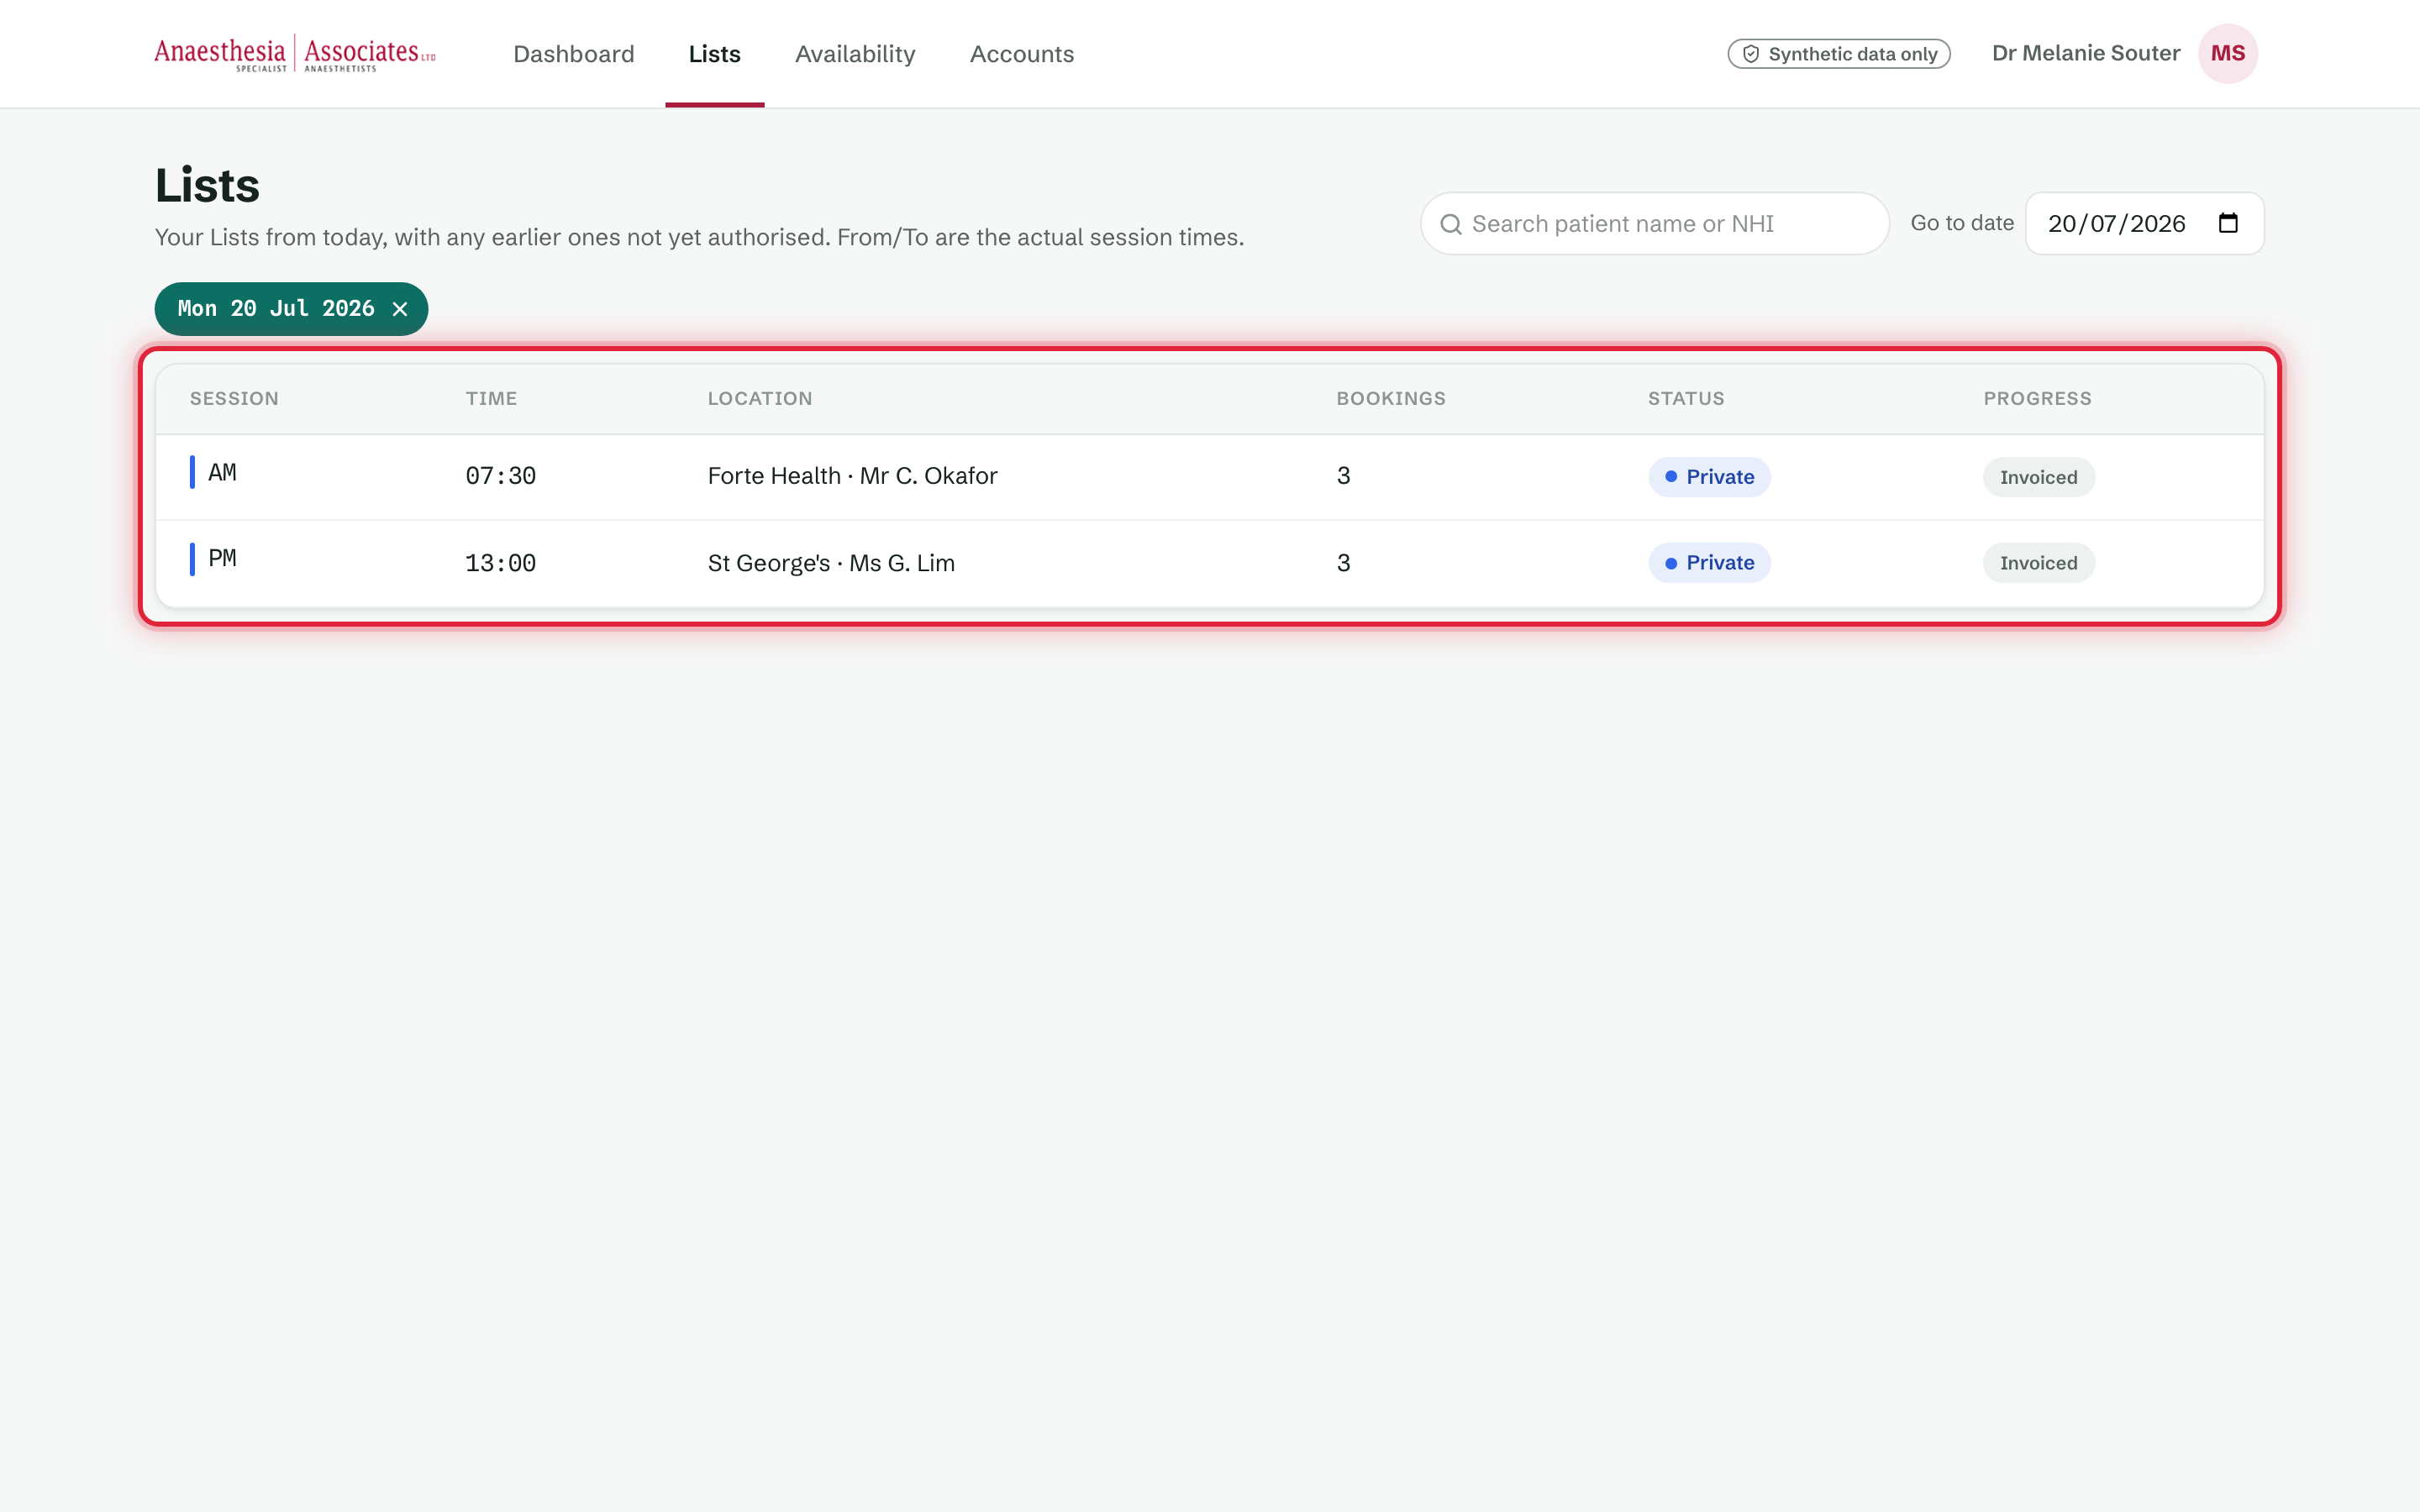 Anaesthesia Associates LTD
SPECIALIST ANAESTHETISTS
Dashboard Lists Availability Accounts
Synthetic data only
Dr Melanie Souter MS
Lists
Your Lists from today, with any earlier ones not yet authorised. From/To are the actual session times.
Search patient name or NHI
Go to date 20/07/2026
Mon 20 Jul 2026
SESSION TIME LOCATION BOOKINGS STATUS PROGRESS
AM 07:30 Forte Health · Mr C. Okafor 3 Private Invoiced
PM 13:00 St George's · Ms G. Lim 3 Private Invoiced